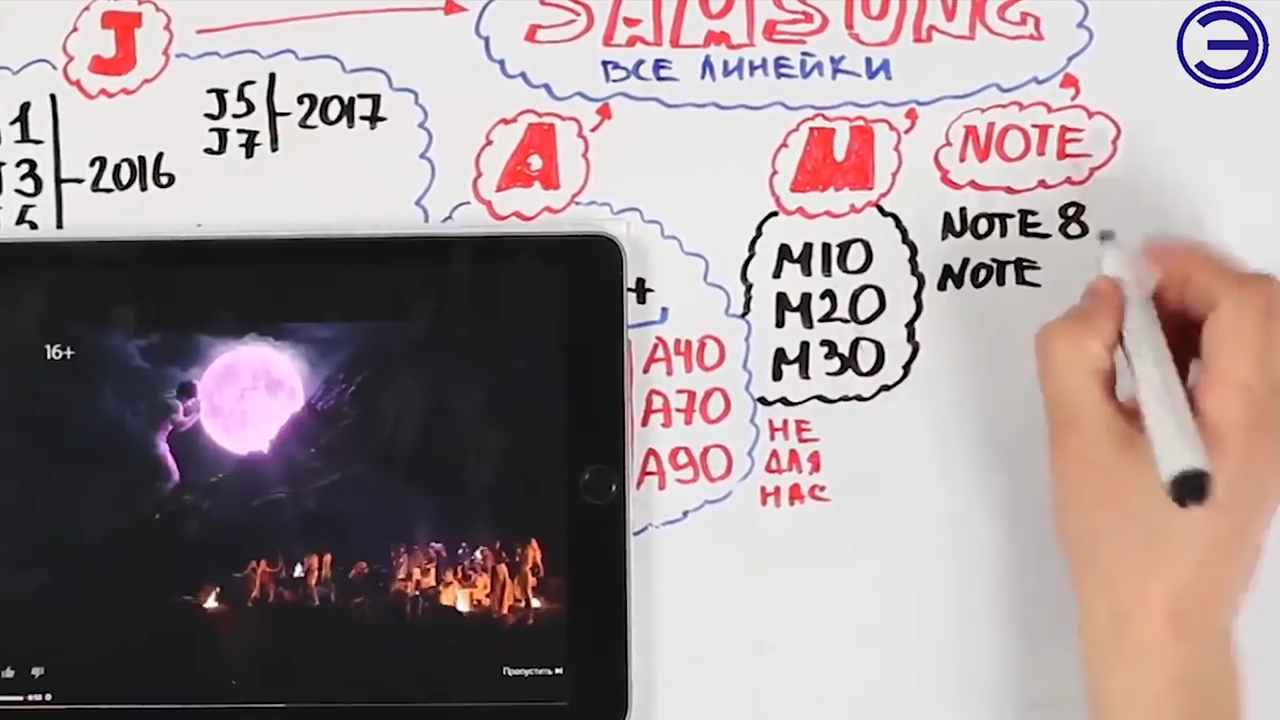 J
SAMSUNG
ВСЕ ЛИНЕЙКИ
Э
1
3
5
2016
J5
J7
2017
A
+
A40
A70
A90
M
M10
M20
M30
НЕ
ДЛЯ
НАС
NOTE
NOTE 8
NOTE
16+
Пропустить